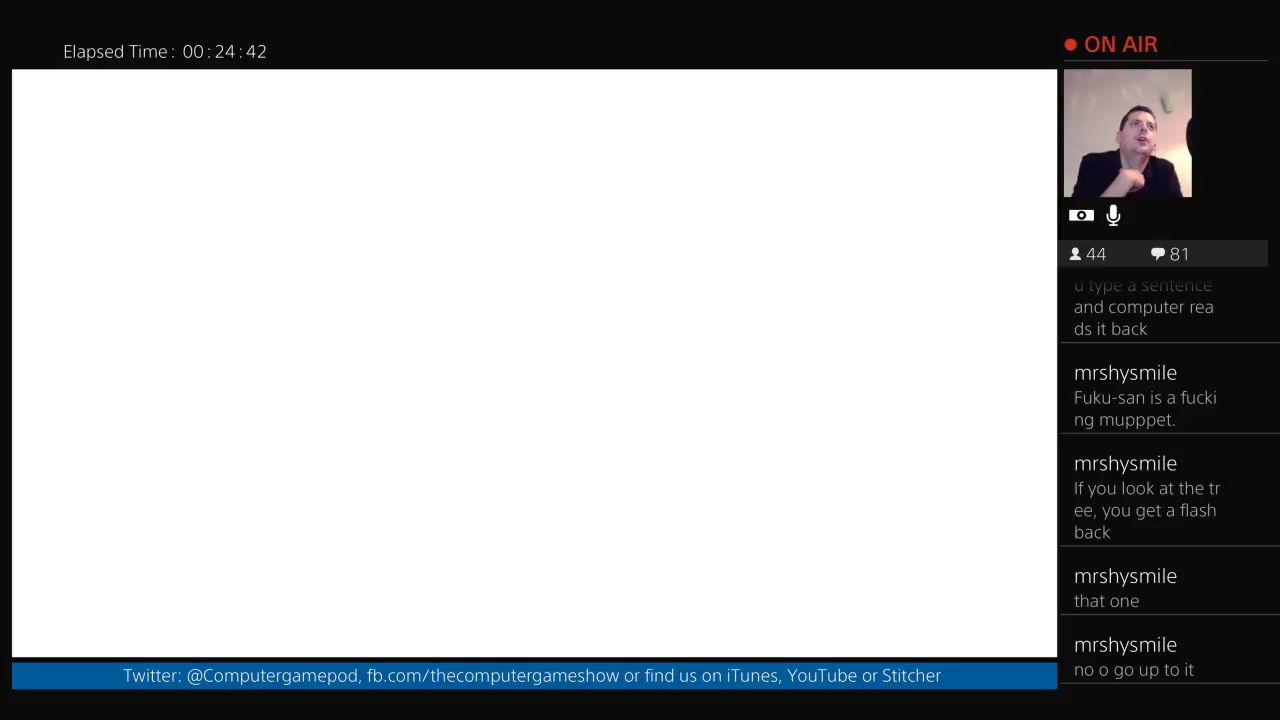 Elapsed Time: 00:24:42
ON AIR
44 81
u type a sentence
and computer rea
ds it back
mrshysmile
Fuku-san is a fucki
ng mupppet.
mrshysmile
If you look at the tr
ee, you get a flash
back
mrshysmile
that one
mrshysmile
no o go up to it
Twitter: @Computergamepod, fb.com/thecomputergameshow or find us on iTunes, YouTube or Stitcher